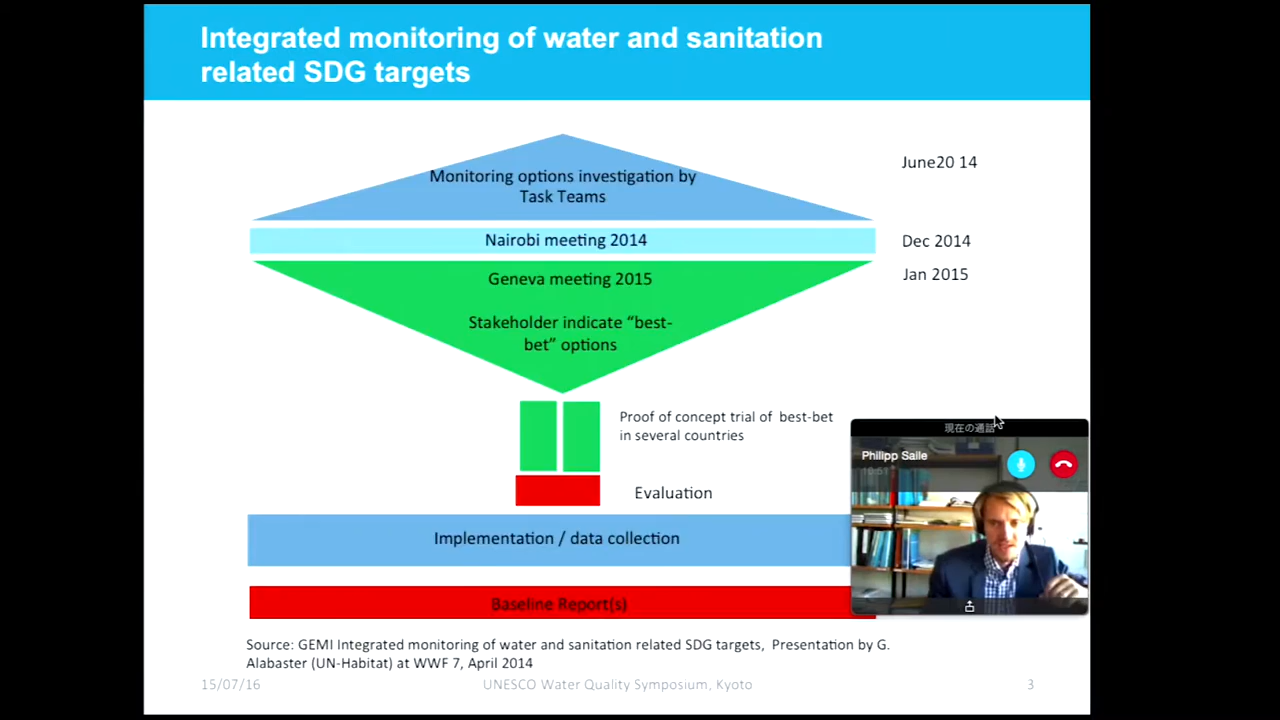 Integrated monitoring of water and sanitation
related SDG targets
Monitoring options investigation by
Task Teams
June20 14
Nairobi meeting 2014
Dec 2014
Geneva meeting 2015
Jan 2015
Stakeholder indicate “best-
bet” options
Proof of concept trial of best-bet
in several countries
Evaluation
Implementation / data collection
Baseline Report(s)
現在の通話
Philipp Saile
Source: GEMI Integrated monitoring of water and sanitation related SDG targets, Presentation by G.
Alabaster (UN-Habitat) at WWF 7, April 2014
15/07/16
UNESCO Water Quality Symposium, Kyoto
3